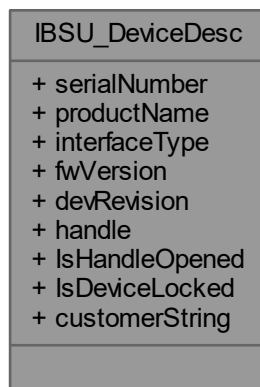 IBSU_DeviceDesc
+ serialNumber
+ productName
+ interfaceType
+ fwVersion
+ devRevision
+ handle
+ IsHandleOpened
+ IsDeviceLocked
+ customerString